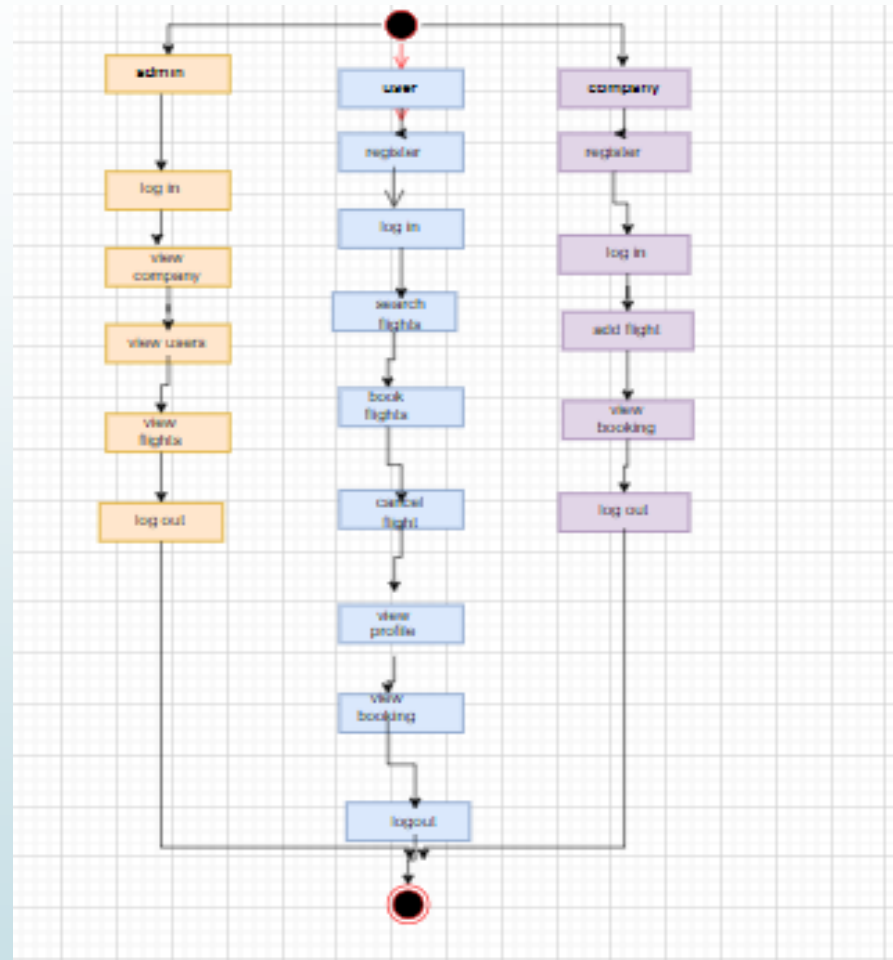 admin
log in
view
company
view users
view
flights
log out
user
register
log in
search
flights
book
flights
cancel
flight
view
profile
view
booking
logout
company
register
log in
add flight
view
booking
log out